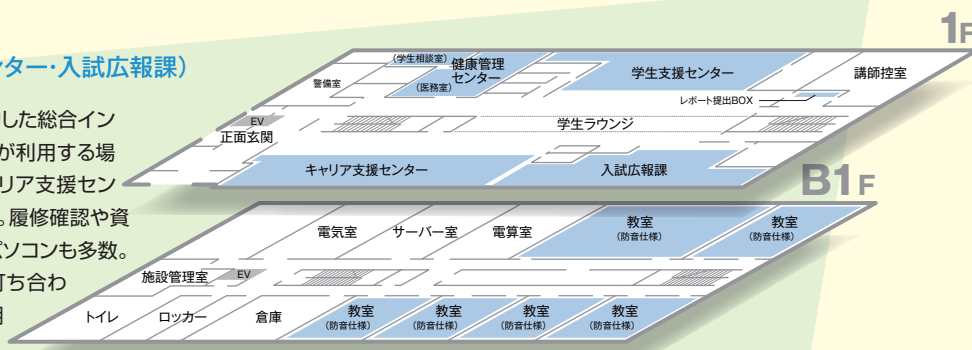 ンター・入試広報課）
した総合イン
が利用する場
リア支援セン
。履修確認や資
パソコンも多数。
打ち合わ
1F
（学生相談室）
健康管理
センター
（医務室）
警備室
学生支援センター
講師控室
レポート提出BOX
EV
正面玄関
学生ラウンジ
キャリア支援センター
入試広報課
B1F
電気室
サーバー室
電算室
教室
（防音仕様）
教室
（防音仕様）
施設管理室
EV
トイレ
ロッカー
倉庫
教室
（防音仕様）
教室
（防音仕様）
教室
（防音仕様）
教室
（防音仕様）